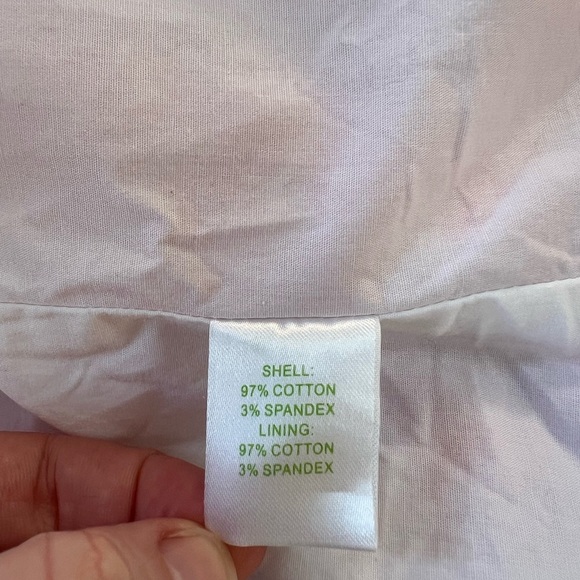 SHELL:
97% COTTON
3% SPANDEX
LINING:
97% COTTON
3% SPANDEX